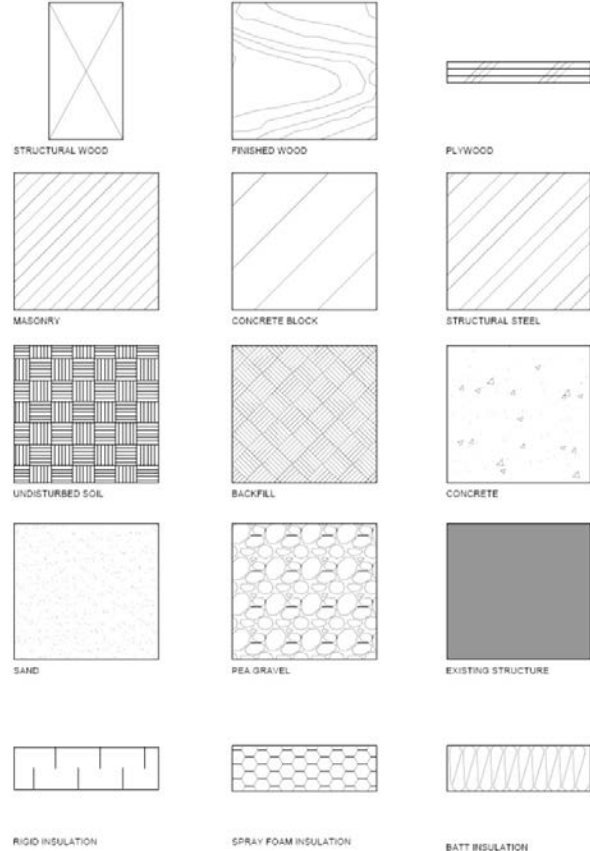 STRUCTURAL WOOD
FINISHED WOOD
PLYWOOD
MASONRY
CONCRETE BLOCK
STRUCTURAL STEEL
UNDISTURBED SOIL
BACKFILL
CONCRETE
SAND
PEA GRAVEL
EXISTING STRUCTURE
RIGID INSULATION
SPRAY FOAM INSULATION
BATT INSULATION